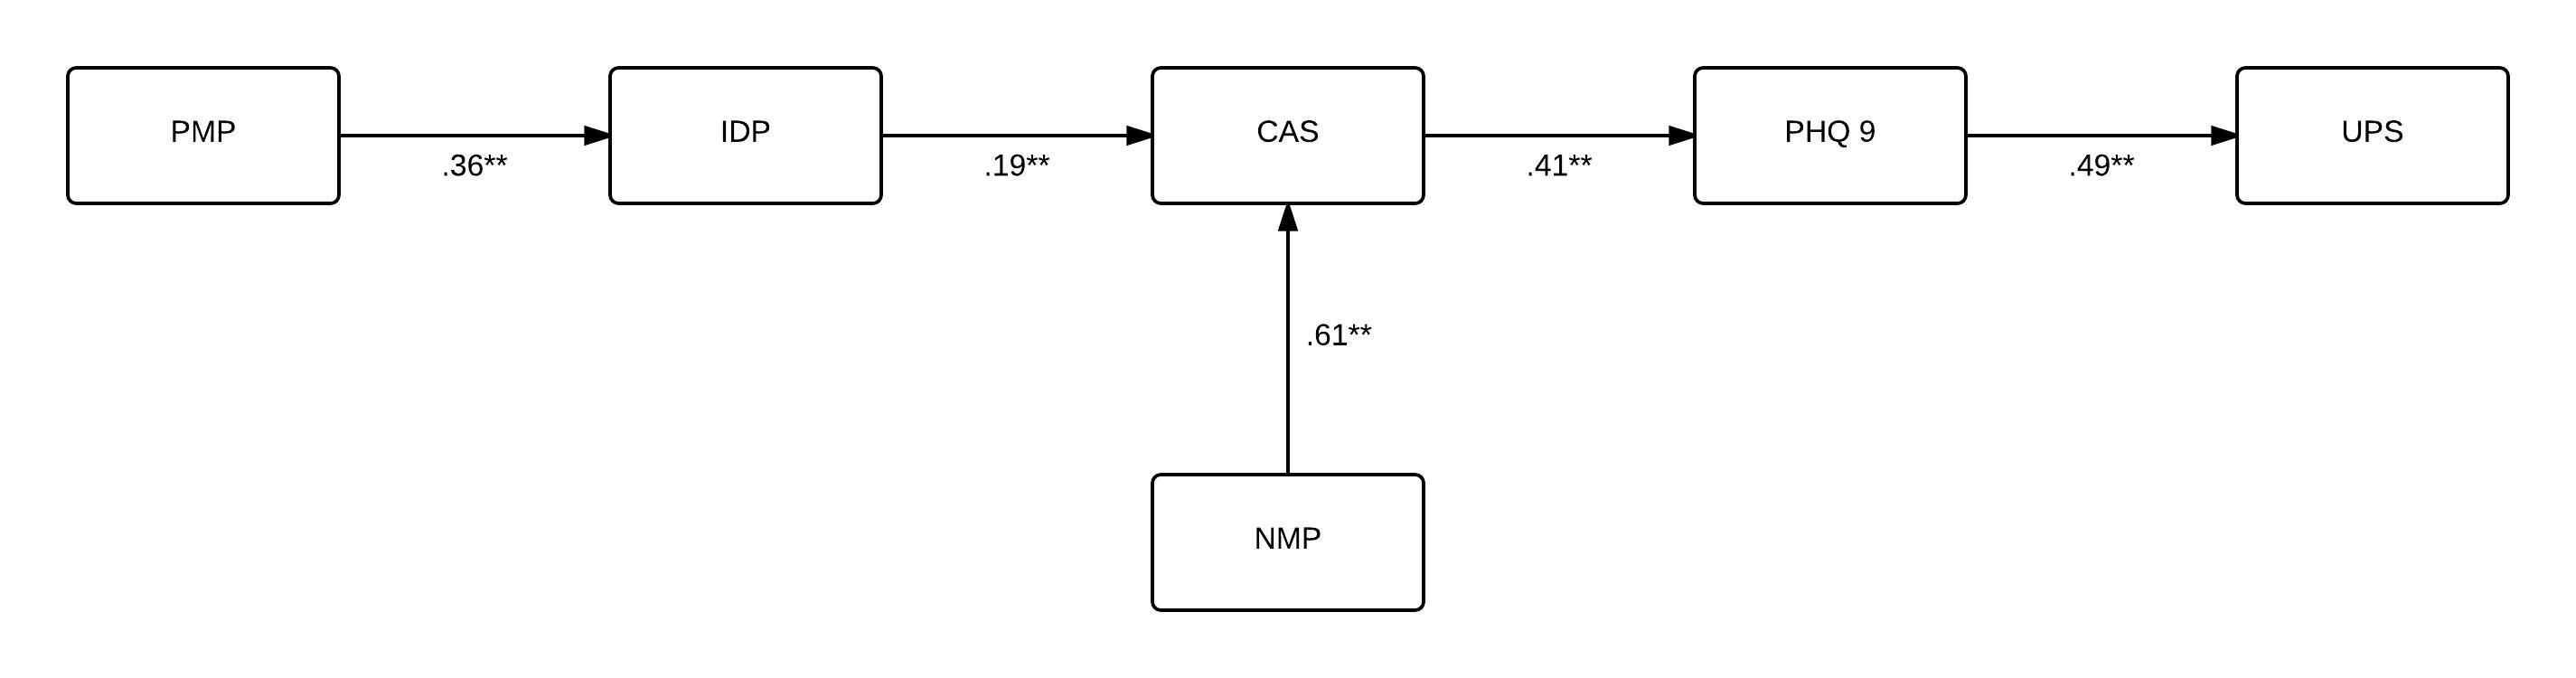 PMP
IDP
CAS
PHQ 9
UPS
.36**
.19**
.41**
.49**
.61**
NMP